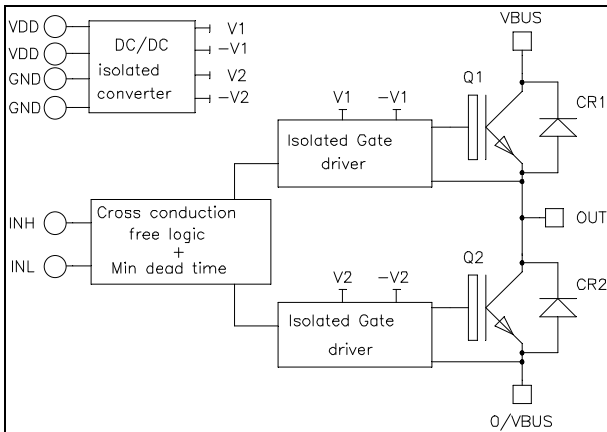 VDD
VDD
GND
GND
DC/DC
isolated
converter
V1
-V1
V2
-V2
VBUS
Q1
CR1
V1
-V1
Isolated Gate
driver
INH
INL
Cross conduction
free logic
+
Min dead time
OUT
V2
-V2
Q2
CR2
Isolated Gate
driver
0/VBUS